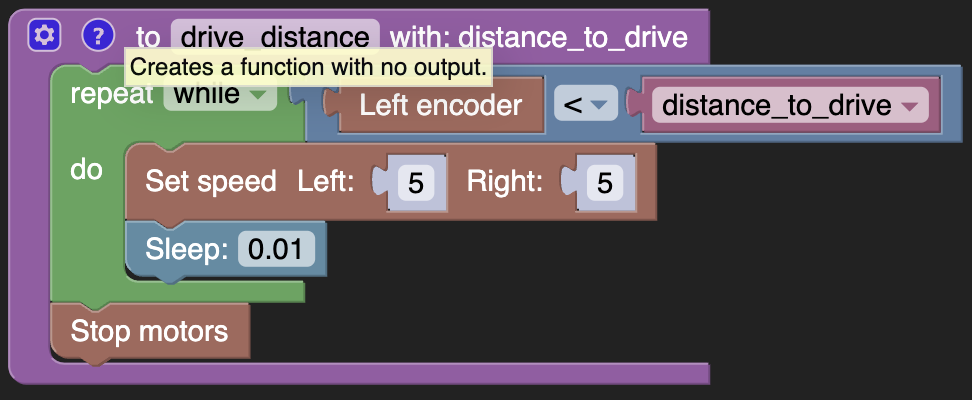 ? to drive_distance with: distance_to_drive
Creates a function with no output.
repeat while Left encoder < distance_to_drive
do Set speed Left: 5 Right: 5
Sleep: 0.01
Stop motors